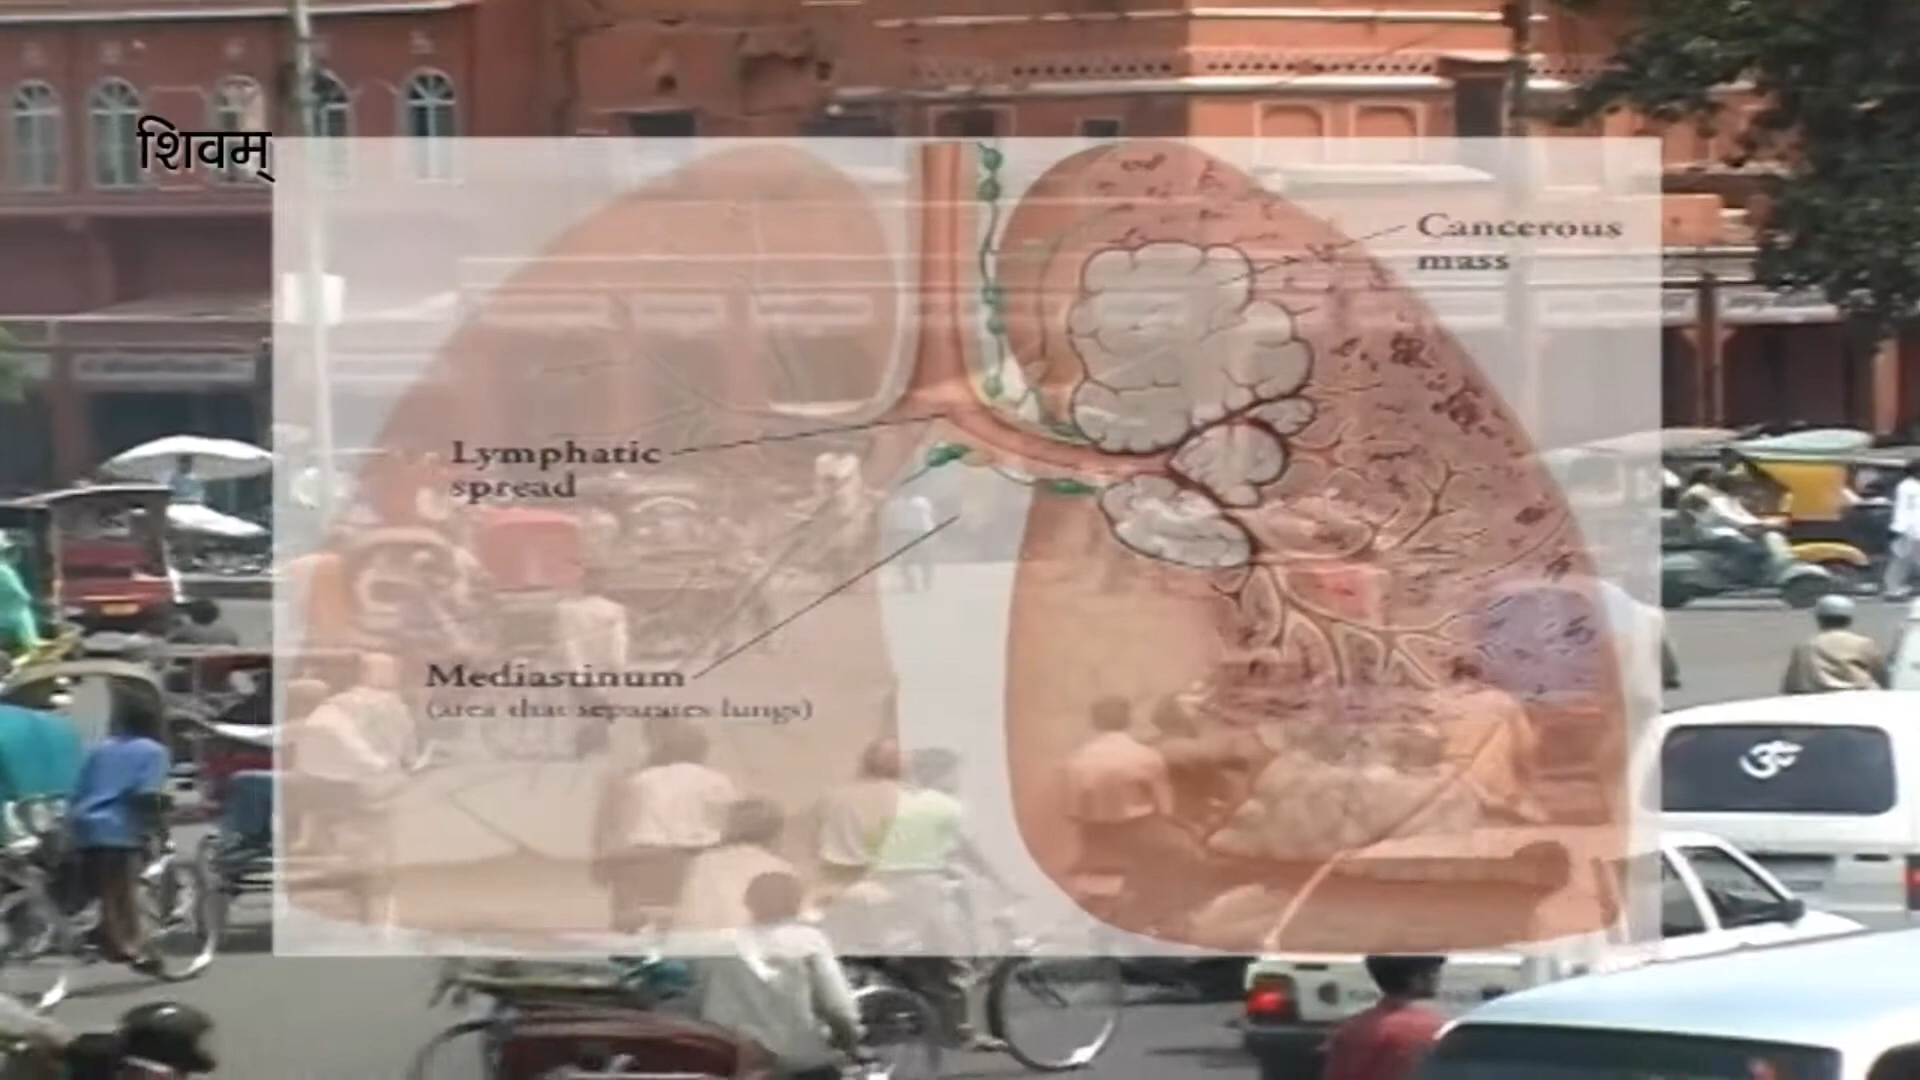 शिवम्
Cancerous
mass
Lymphatic
spread
Mediastinum
(area that separates lungs)
ॐ